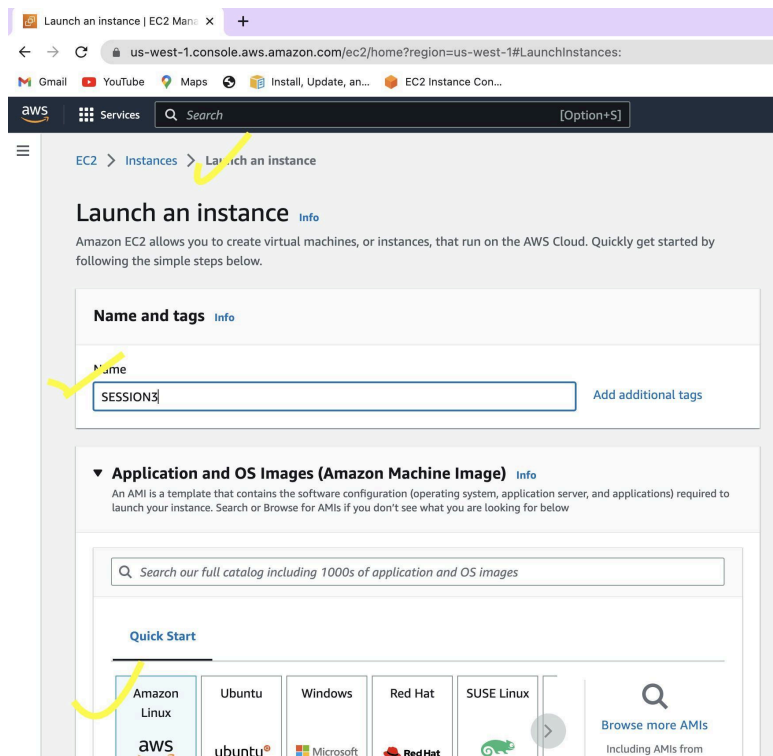 Launch an instance | EC2 Mana
us-west-1.console.aws.amazon.com/ec2/home?region=us-west-1#LaunchInstances:
Gmail YouTube Maps Install, Update, an... EC2 Instance Con...
aws Services Search [Option+S]
EC2 > Instances > Launch an instance
Launch an instance Info
Amazon EC2 allows you to create virtual machines, or instances, that run on the AWS Cloud. Quickly get started by
following the simple steps below.
Name and tags Info
Name
SESSION3 Add additional tags
Application and OS Images (Amazon Machine Image) Info
An AMI is a template that contains the software configuration (operating system, application server, and applications) required to
launch your instance. Search or Browse for AMIs if you don't see what you are looking for below
Search our full catalog including 1000s of application and OS images
Quick Start
Amazon Linux
Ubuntu
Windows
Red Hat
SUSE Linux
aws
ubuntu®
Microsoft
Red Hat
Browse more AMIs
Including AMIs from